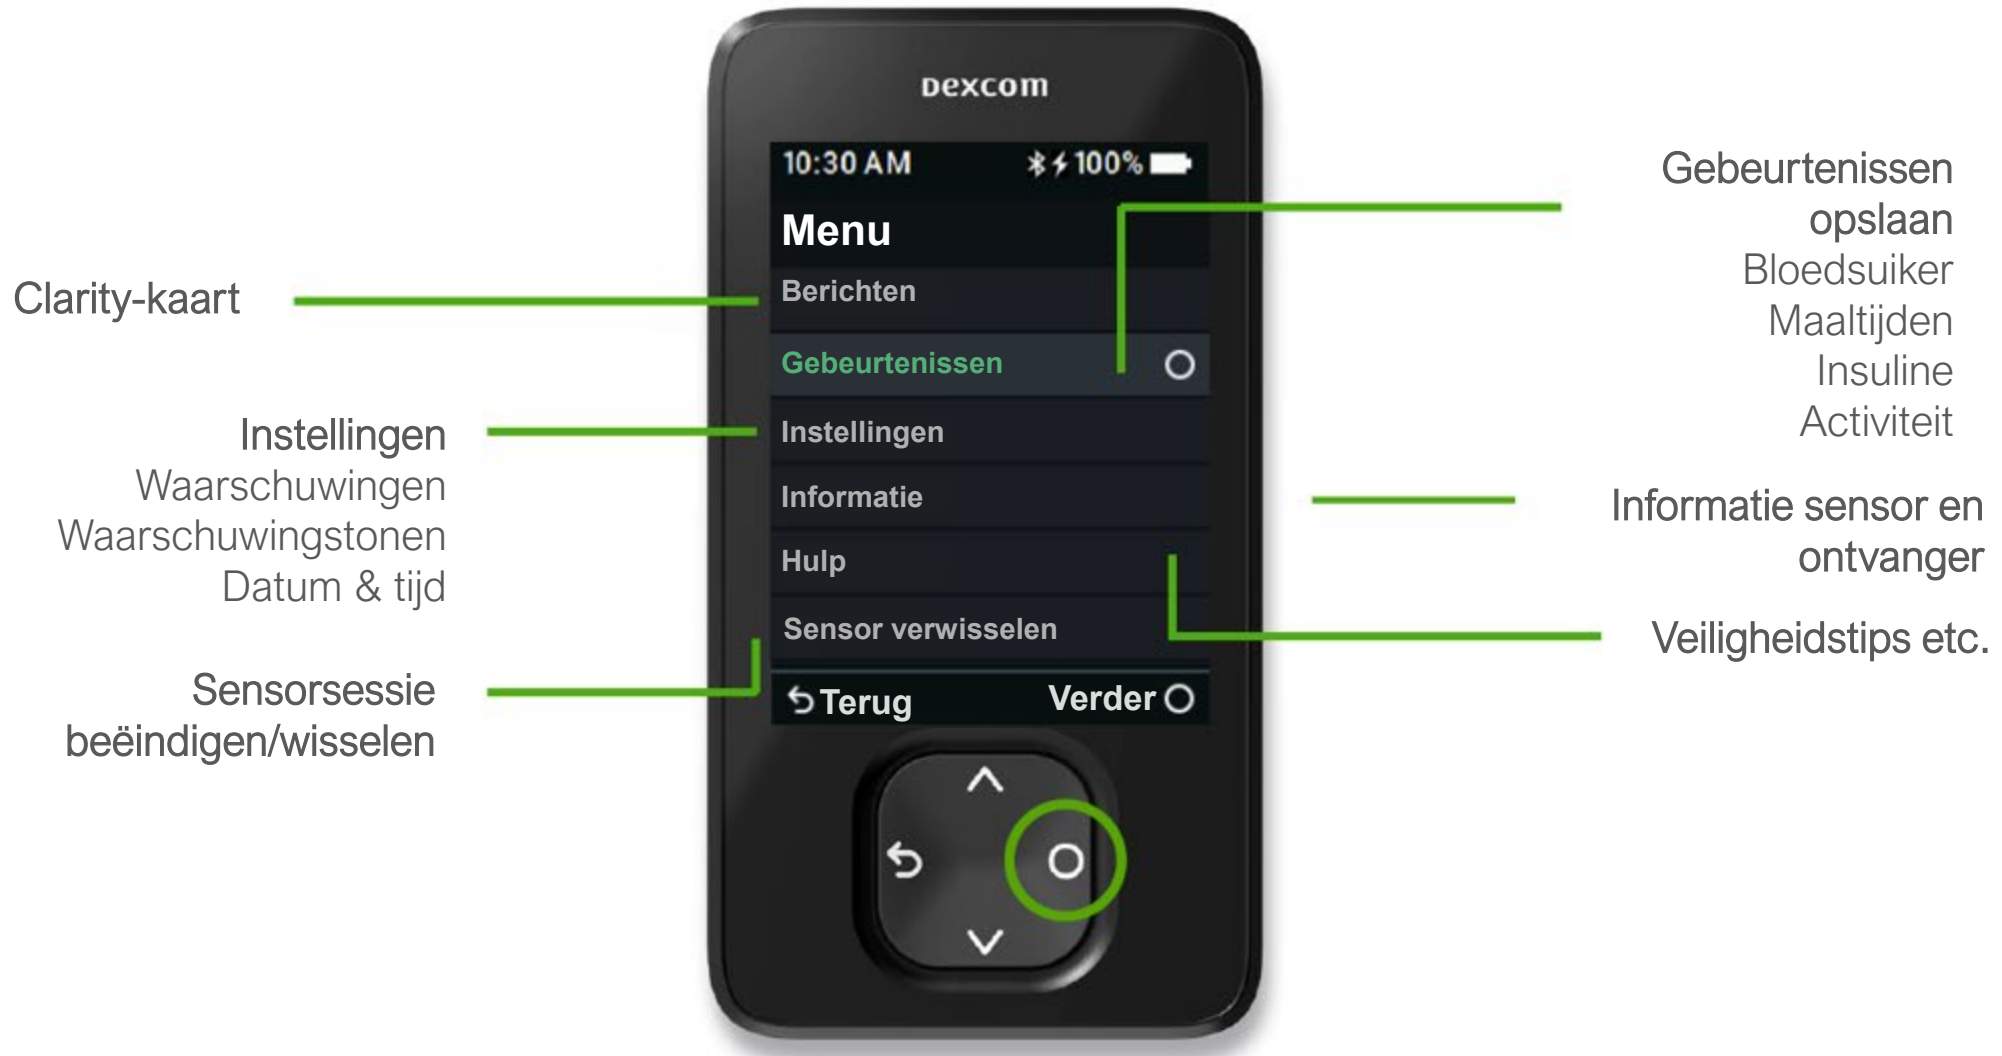 Dexcom
10:30 AM
100%
Menu
Berichten
Gebeurtenissen
Instellingen
Informatie
Hulp
Sensor verwisselen
Terug
Verder
Clarity-kaart
Instellingen
Waarschuwingen
Waarschuwingstonen
Datum & tijd
Sensorsessie
beëindigen/wisselen
Gebeurtenissen
opslaan
Bloedsuiker
Maaltijden
Insuline
Activiteit
Informatie sensor en
ontvanger
Veiligheidstips etc.